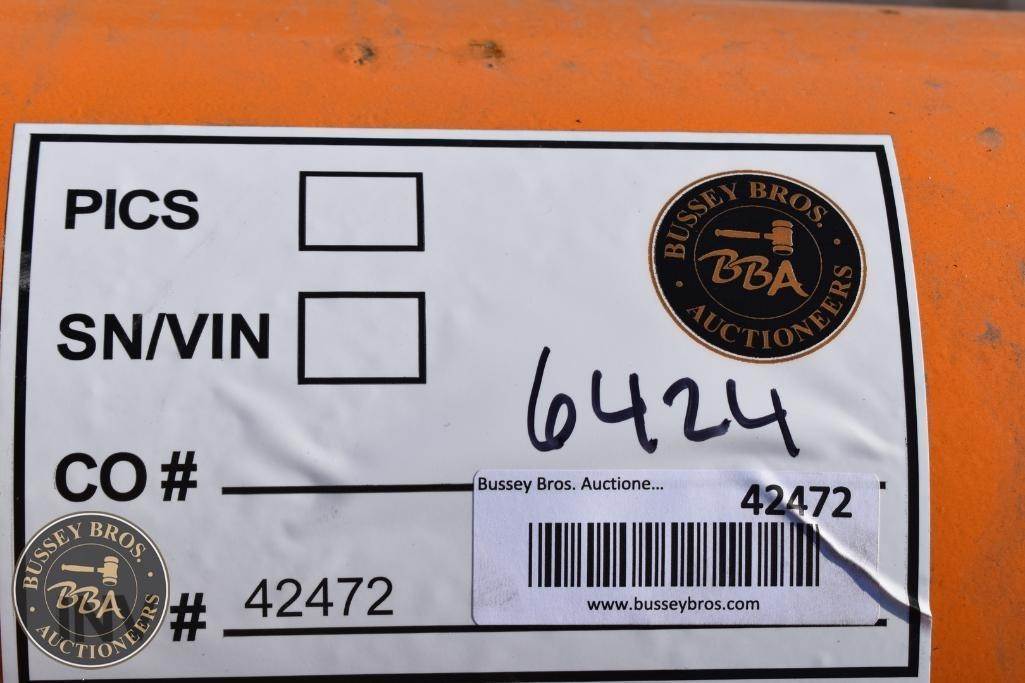 PICS
BUSSEY BROS.
BBA
AUCTIONEERS
SN/VIN
6424
CO #
Bussey Bros. Auctione...
42472
www.busseybros.com
BUSSEY BROS.
BBA
AUCTIONEERS
# 42472